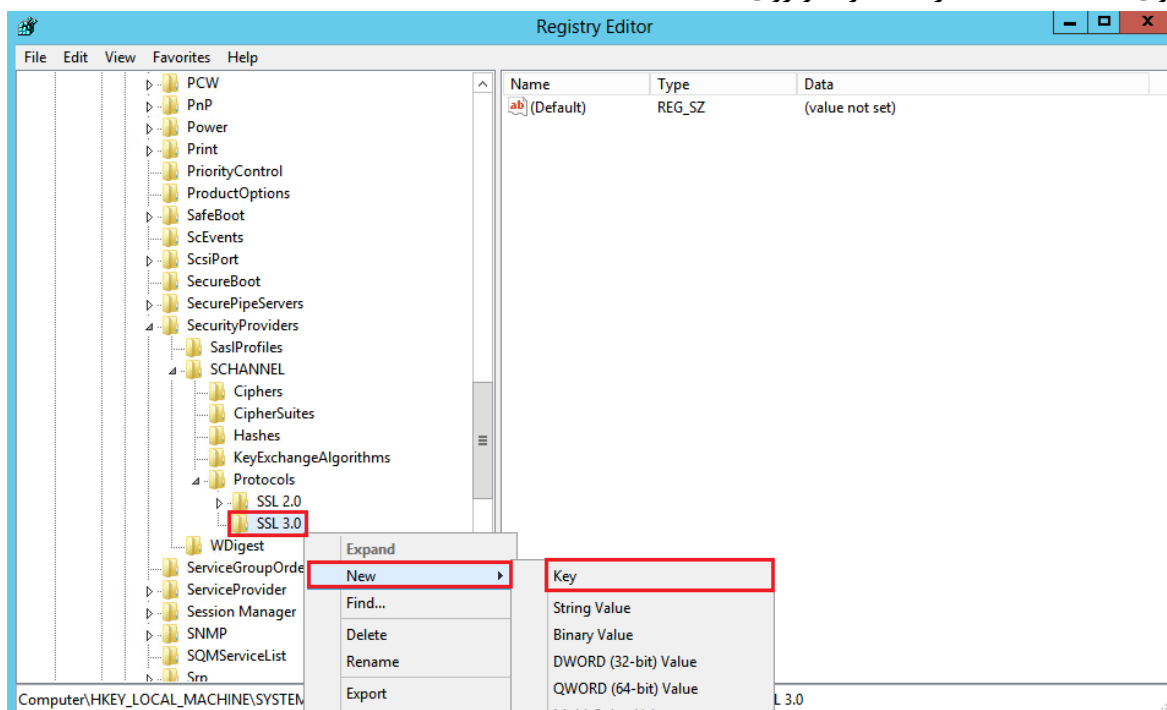 Registry Editor
File Edit View Favorites Help
PCW
PnP
Power
Print
PriorityControl
ProductOptions
SafeBoot
ScEvents
ScsiPort
SecureBoot
SecurePipeServers
SecurityProviders
SaslProfiles
SCHANNEL
Ciphers
CipherSuites
Hashes
KeyExchangeAlgorithms
Protocols
SSL 2.0
SSL 3.0
WDigest
ServiceGroupOrde
ServiceProvider
Session Manager
SNMP
SQMServiceList
Srp
Name Type Data
ab (Default) REG_SZ (value not set)
Expand
New
Find...
Delete
Rename
Export
Key
String Value
Binary Value
DWORD (32-bit) Value
QWORD (64-bit) Value
Computer\HKEY_LOCAL_MACHINE\SYSTEM
L 3.0